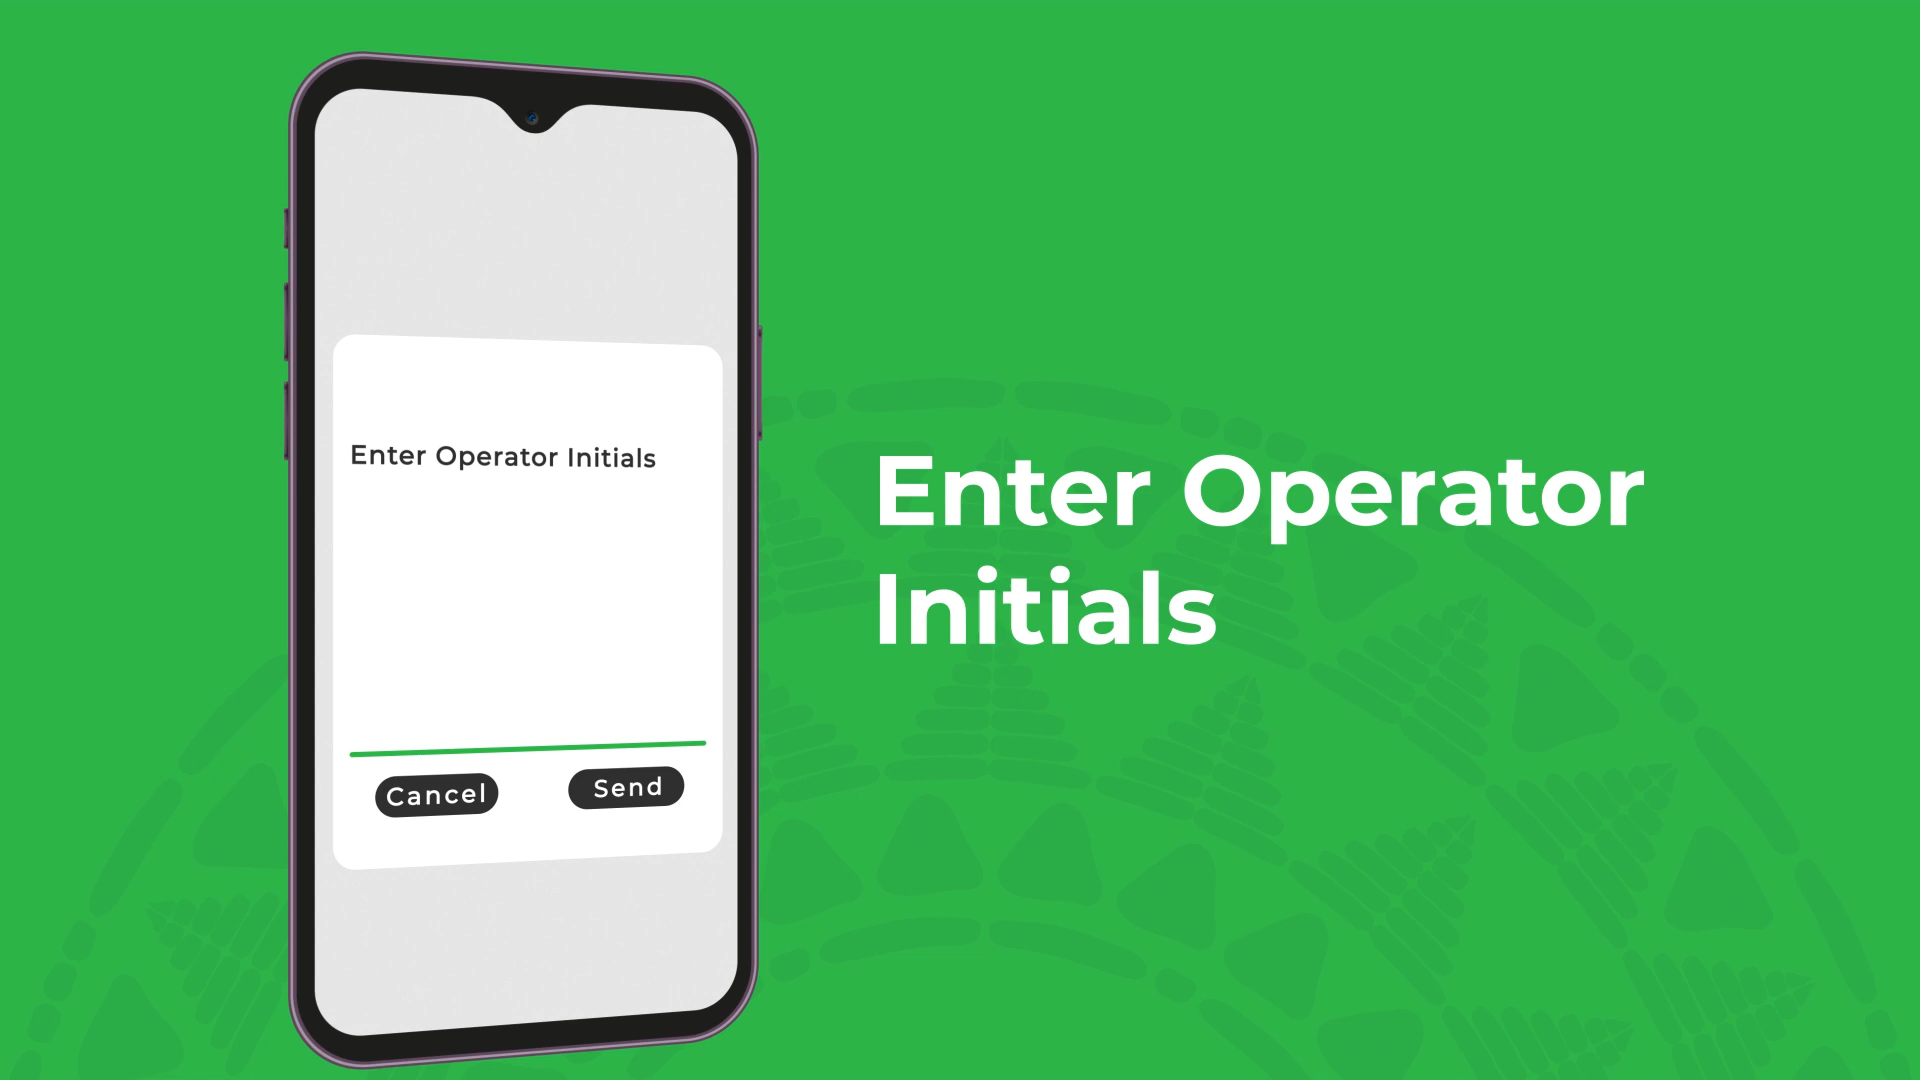 Enter Operator Initials
Cancel
Send
Enter Operator
Initials